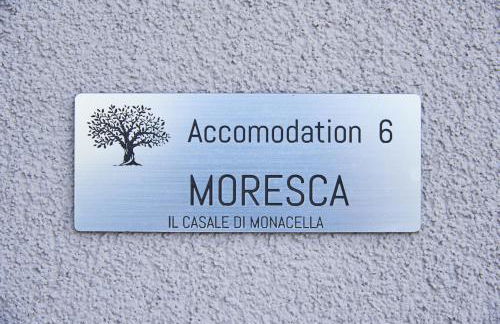 Accomodation 6
MORESCA
IL CASALE DI MONACELLA